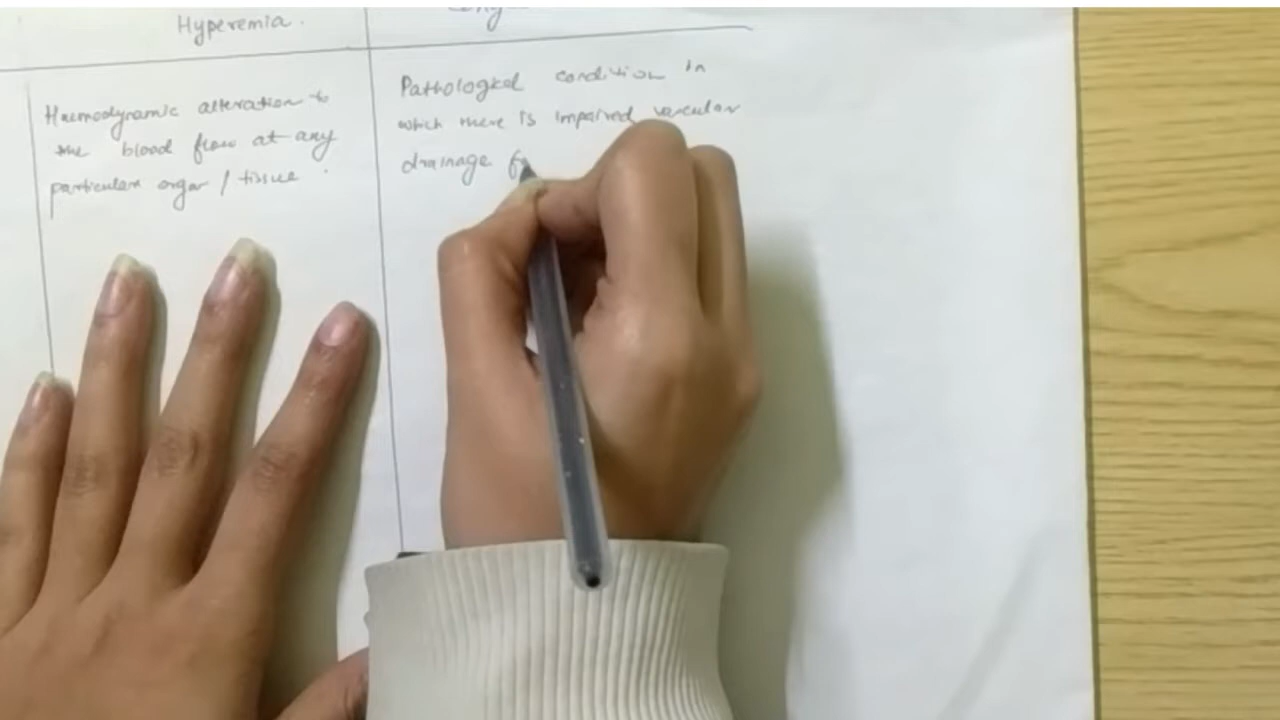 Hyperemia.
Haemodynamic alteration to
the blood flow at any
particular organ / tissue.
Pathological condition in
which there is impaired vascular
drainage